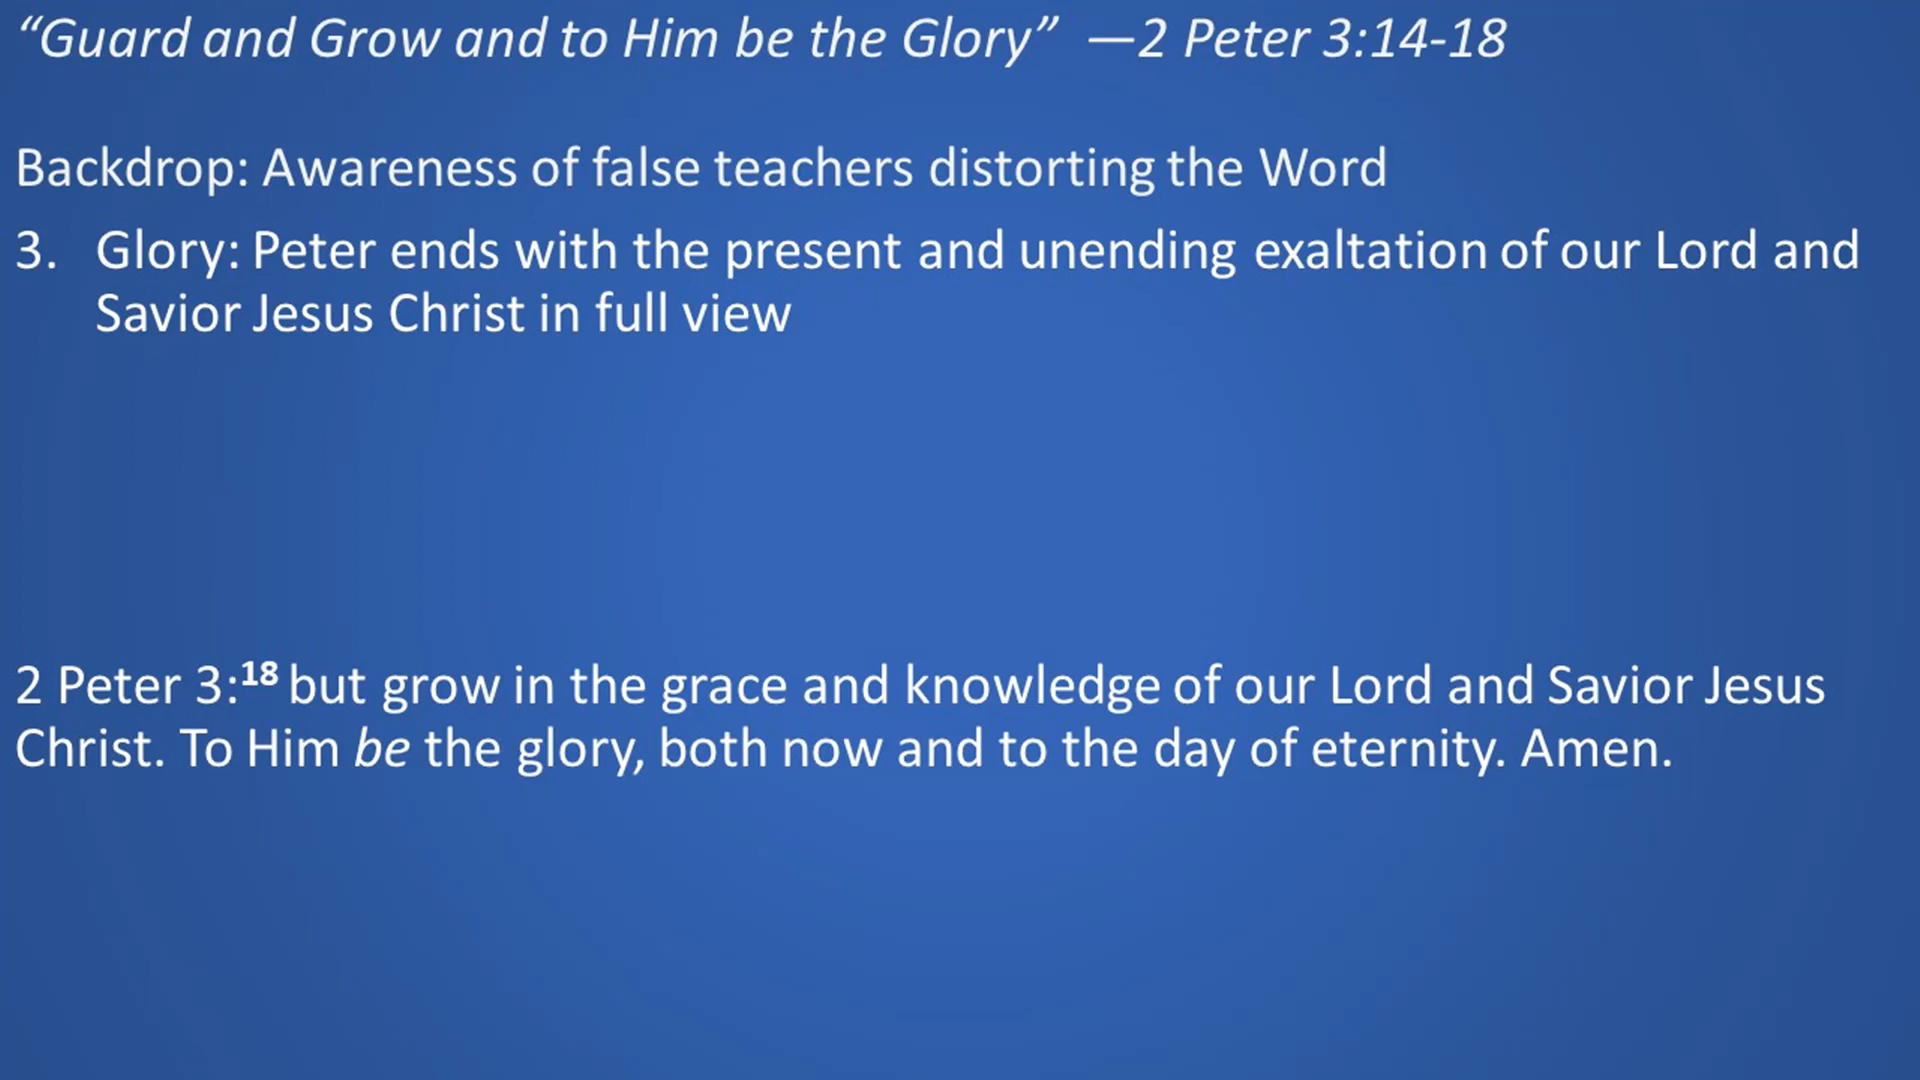 “Guard and Grow and to Him be the Glory” —2 Peter 3:14-18
Backdrop: Awareness of false teachers distorting the Word
3. Glory: Peter ends with the present and unending exaltation of our Lord and
Savior Jesus Christ in full view
2 Peter 3:18 but grow in the grace and knowledge of our Lord and Savior Jesus
Christ. To Him be the glory, both now and to the day of eternity. Amen.